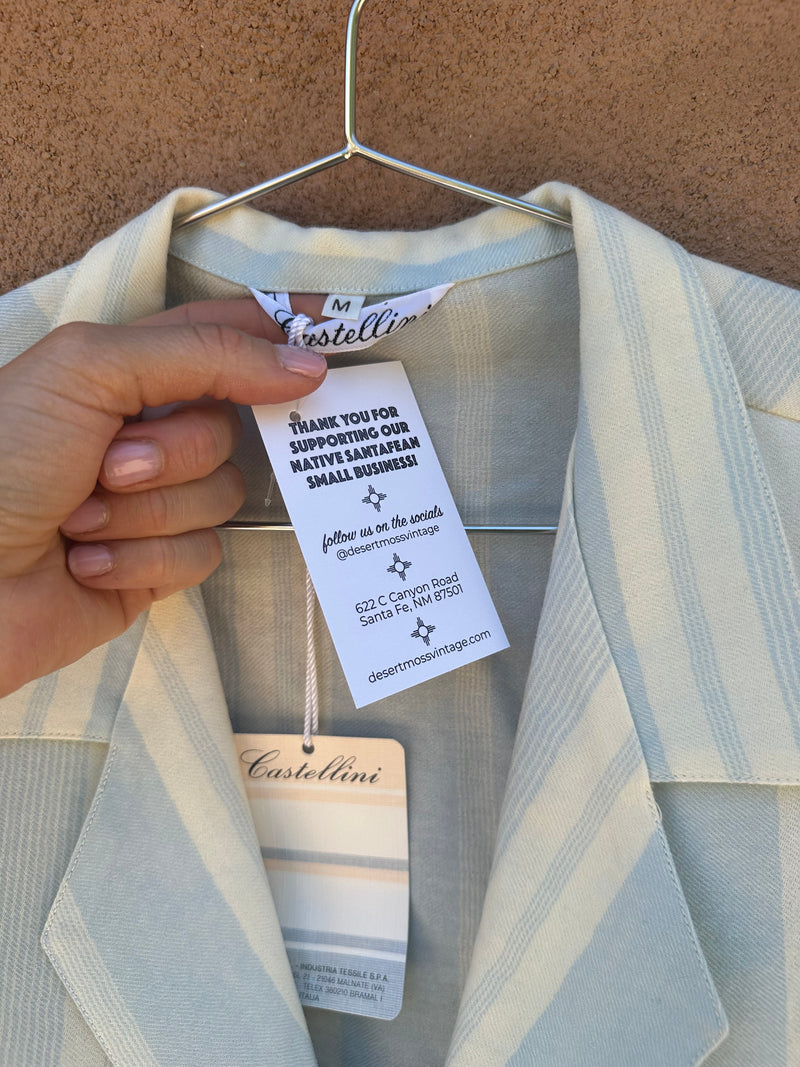 M
Castellini
THANK YOU FOR
SUPPORTING OUR
NATIVE SANTAFEAN
SMALL BUSINESS!
follow us on the socials
@desertmossvintage
622 C Canyon Road
Santa Fe, NM 87501
desertmossvintage.com
Castellini
- INDUSTRIA TESSILE S.P.A.
21 - 21046 MALNATE (VA)
TELEX 380210 BRAMAL I